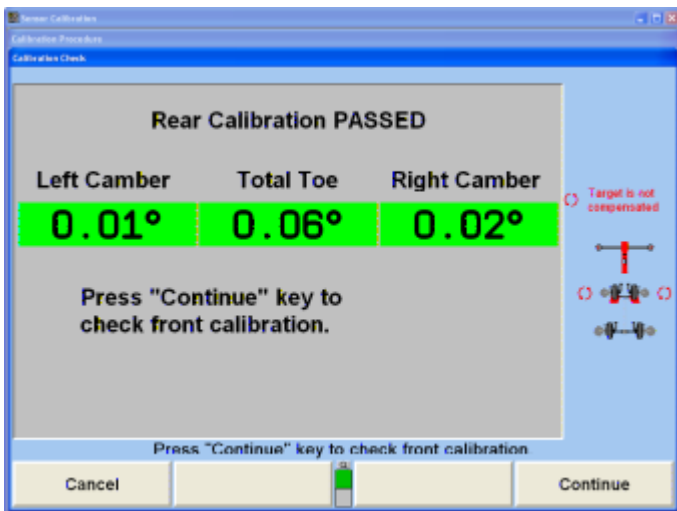 Sensor Calibration
Calibration Procedure
Calibration Check
Rear Calibration PASSED
Left Camber Total Toe Right Camber
0.01° 0.06° 0.02°
Target is not
compensated
Press "Continue" key to
check front calibration.
Press "Continue" key to check front calibration
Cancel Continue